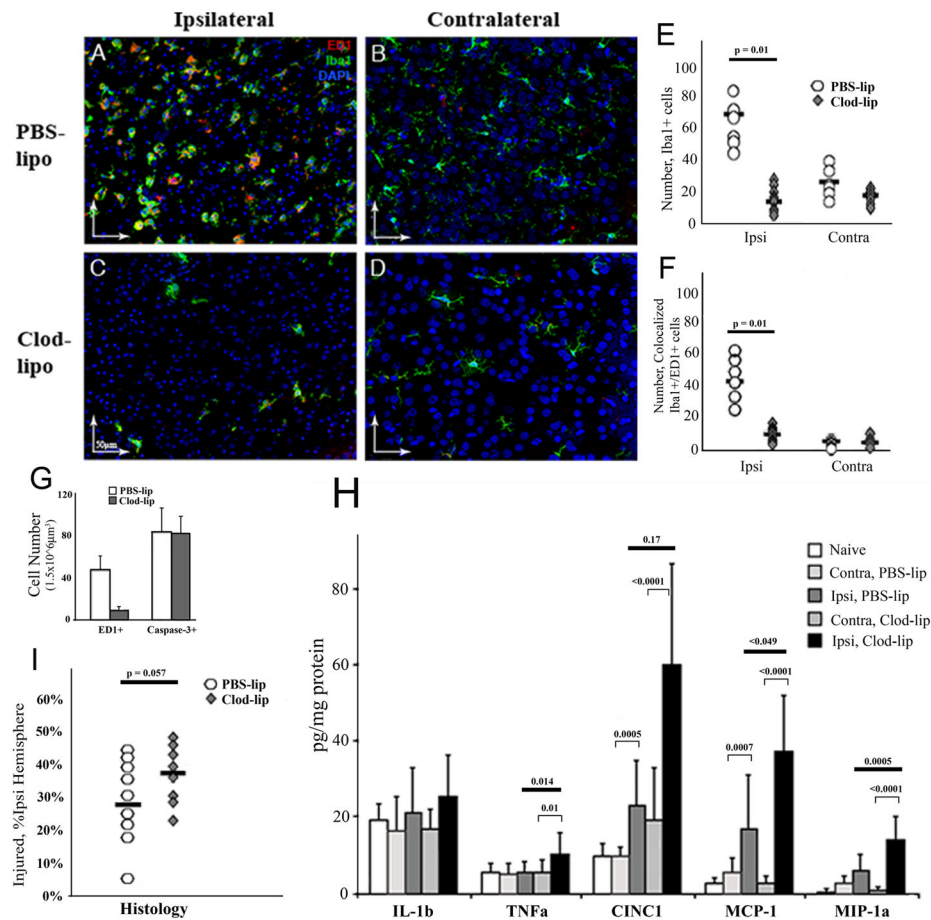 Ipsilateral
Contralateral
PBS-
lipo
Clod-
lipo
A
ED1
Iba1
DAPI
B
C
50µm
D
E
p = 0.01
PBS-lip
Clod-lip
Number, Iba1+ cells
100
80
60
40
20
0
Ipsi
Contra
F
p = 0.01
Number, Colocalized
Iba1+/ED1+ cells
100
80
60
40
20
0
Ipsi
Contra
G
PBS-lip
Clod-lip
Cell Number
(1.5x10^6µm³)
120
80
40
0
ED1+
Caspase-3+
H
pg/mg protein
80
60
40
20
0
Naive
Contra, PBS-lip
Ipsi, PBS-lip
Contra, Clod-lip
Ipsi, Clod-lip
0.014
0.01
0.17
<0.0001
0.0005
<0.049
<0.0001
0.0007
0.0005
<0.0001
IL-1b
TNFa
CINC1
MCP-1
MIP-1a
I
p = 0.057
PBS-lip
Clod-lip
Injured, %Ipsi Hemisphere
60%
50%
40%
30%
20%
10%
0%
Histology